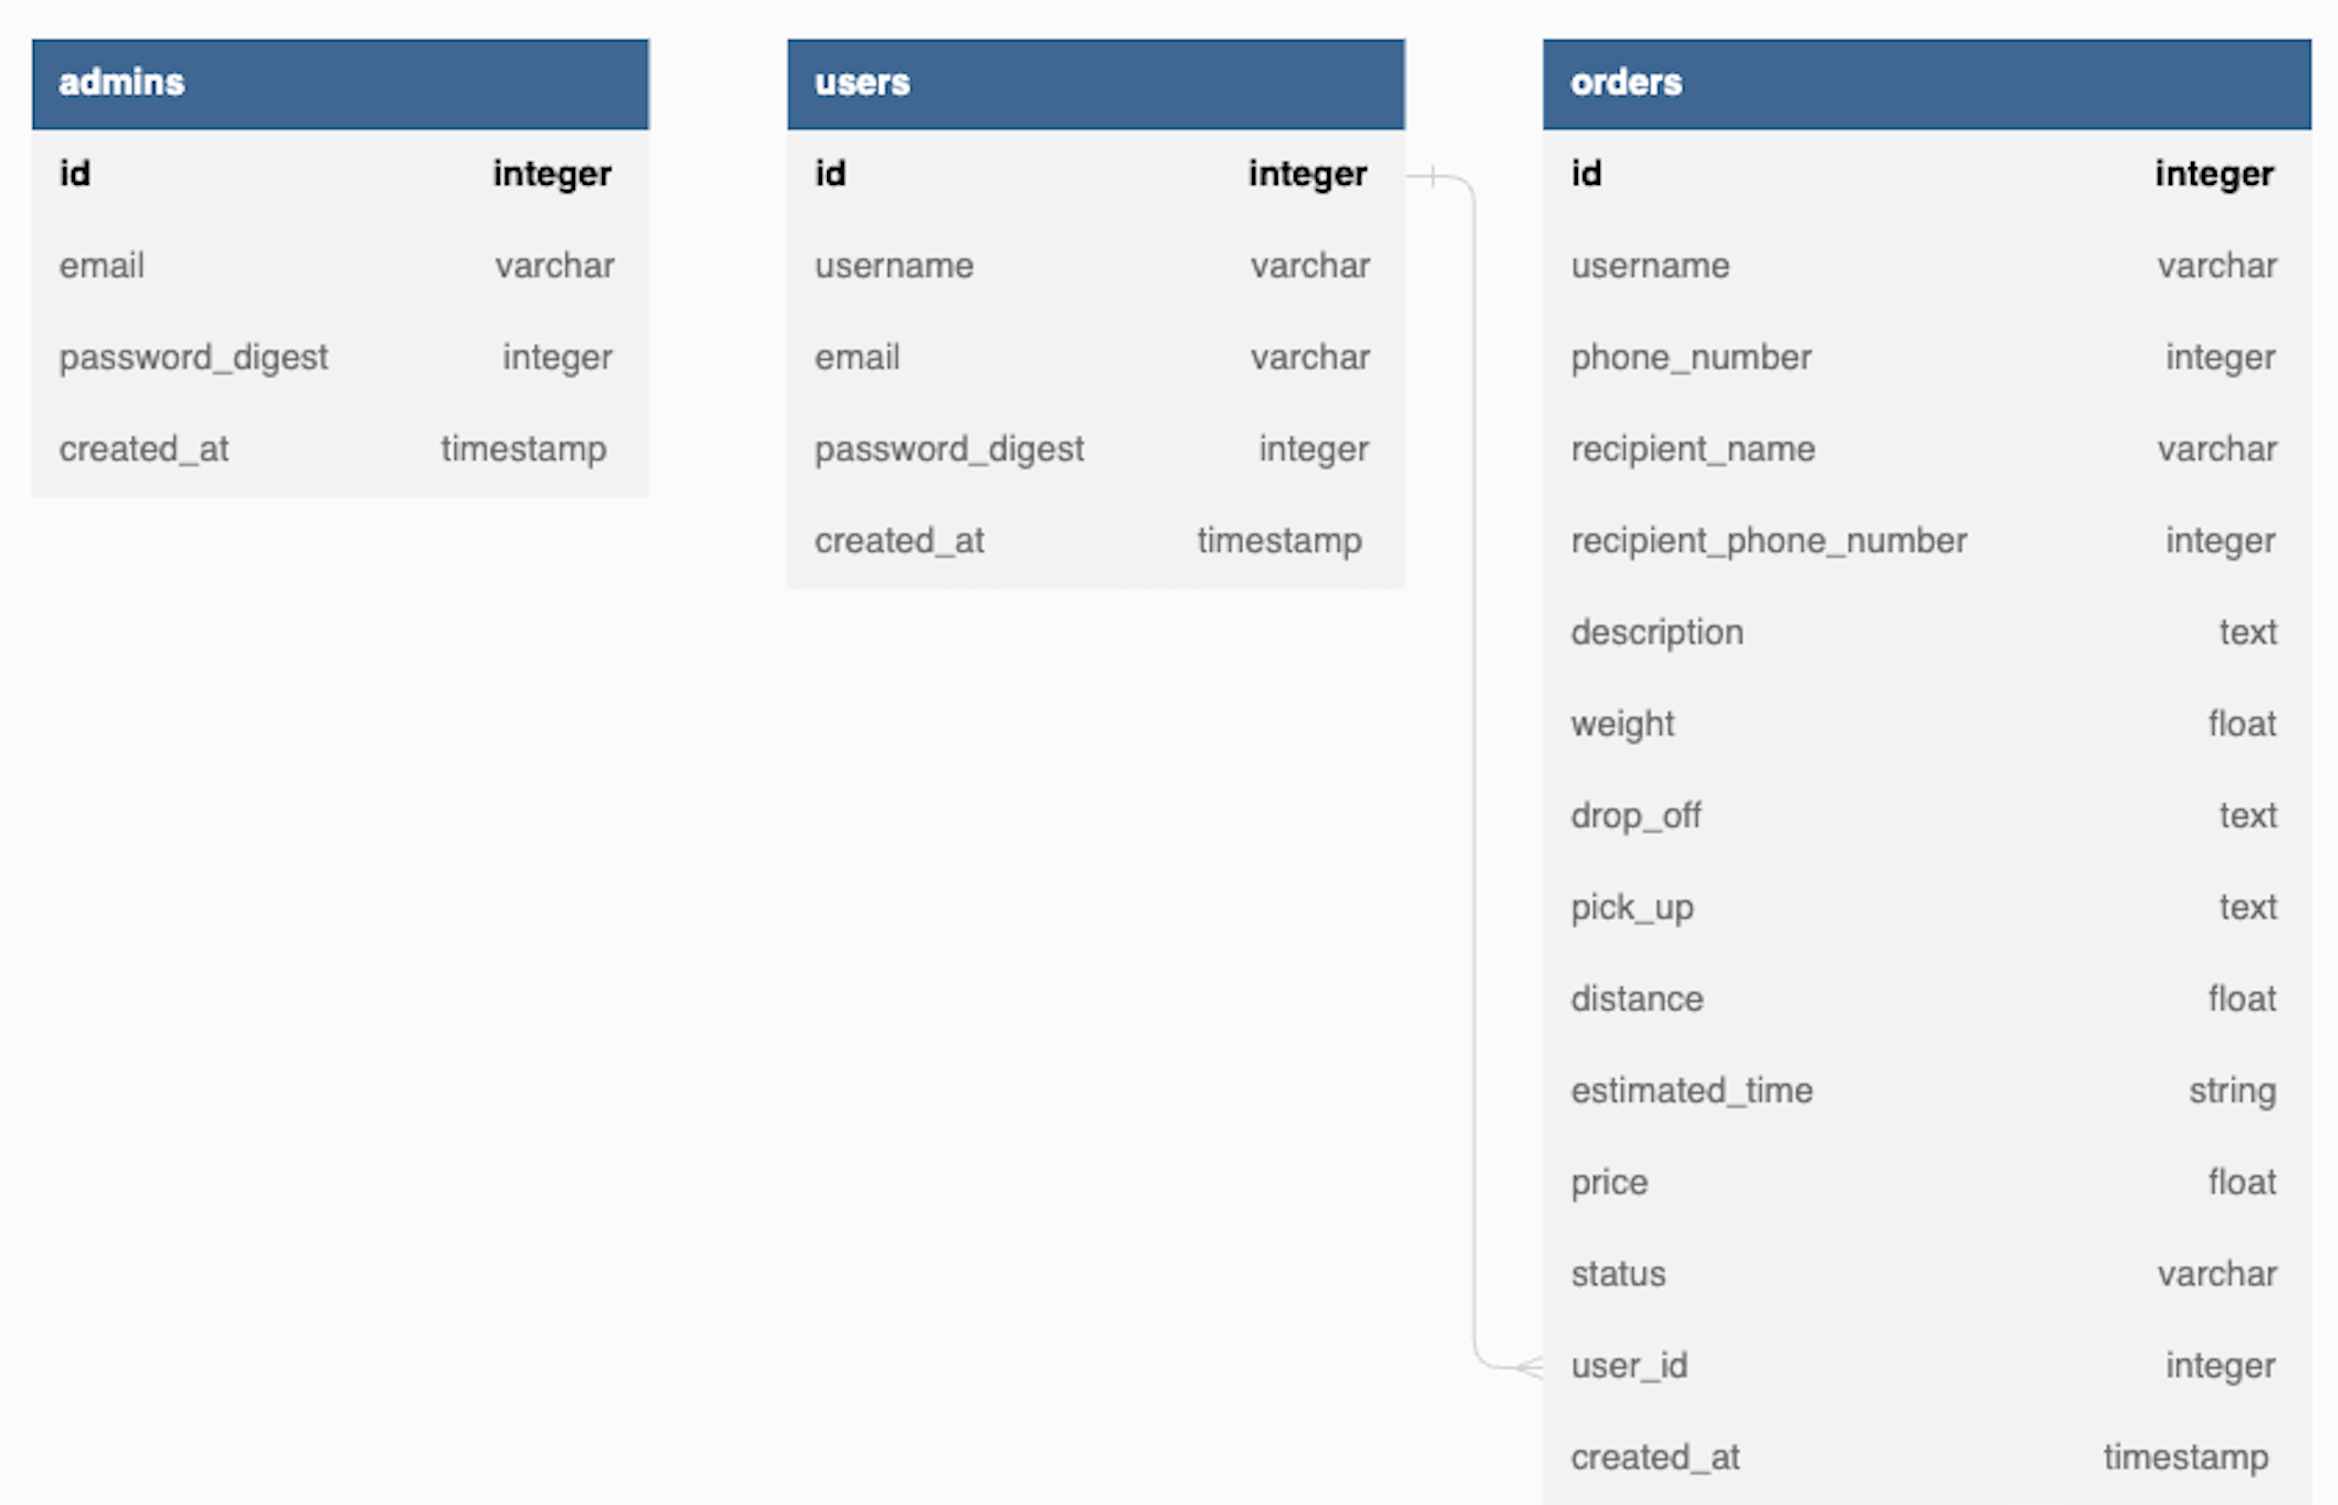 admins
id integer
email varchar
password_digest integer
created_at timestamp
users
id integer
username varchar
email varchar
password_digest integer
created_at timestamp
orders
id integer
username varchar
phone_number integer
recipient_name varchar
recipient_phone_number integer
description text
weight float
drop_off text
pick_up text
distance float
estimated_time string
price float
status varchar
user_id integer
created_at timestamp